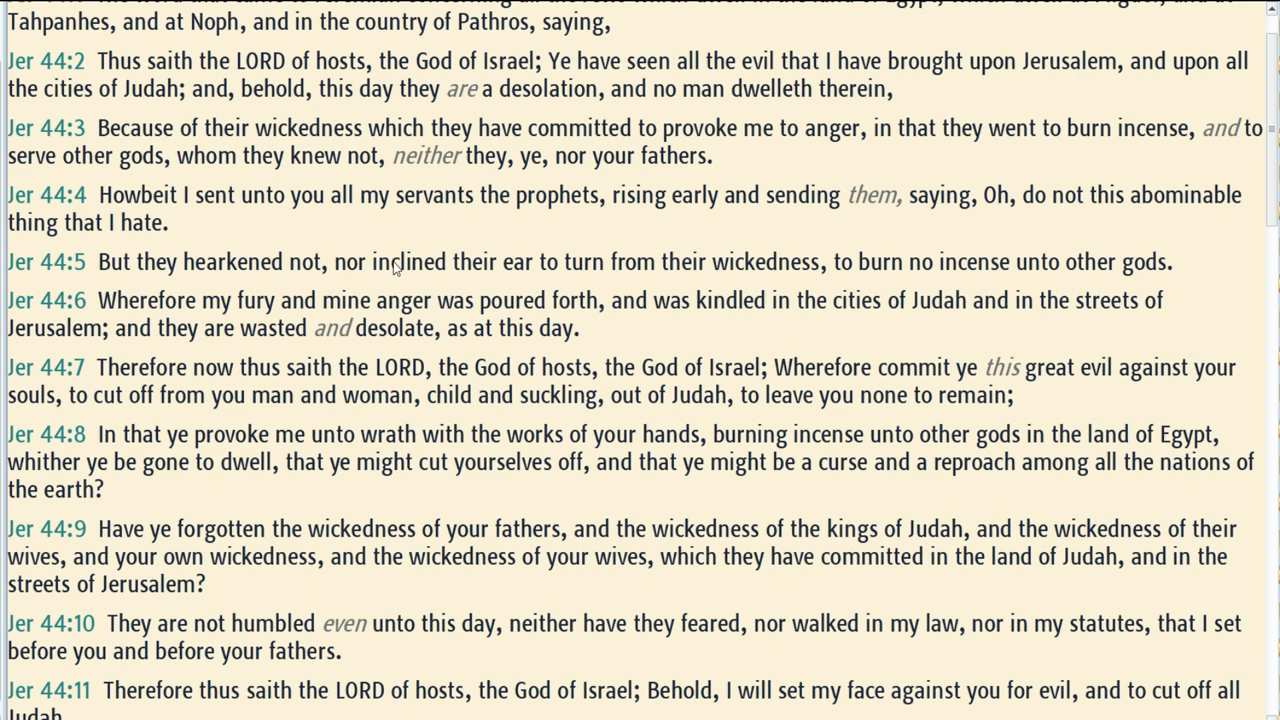 Tahpanhes, and at Noph, and in the country of Pathros, saying,
Jer 44:2 Thus saith the LORD of hosts, the God of Israel; Ye have seen all the evil that I have brought upon Jerusalem, and upon all
the cities of Judah; and, behold, this day they are a desolation, and no man dwelleth therein,
Jer 44:3 Because of their wickedness which they have committed to provoke me to anger, in that they went to burn incense, and to
serve other gods, whom they knew not, neither they, ye, nor your fathers.
Jer 44:4 Howbeit I sent unto you all my servants the prophets, rising early and sending them, saying, Oh, do not this abominable
thing that I hate.
Jer 44:5 But they hearkened not, nor inclined their ear to turn from their wickedness, to burn no incense unto other gods.
Jer 44:6 Wherefore my fury and mine anger was poured forth, and was kindled in the cities of Judah and in the streets of
Jerusalem; and they are wasted and desolate, as at this day.
Jer 44:7 Therefore now thus saith the LORD, the God of hosts, the God of Israel; Wherefore commit ye this great evil against your
souls, to cut off from you man and woman, child and suckling, out of Judah, to leave you none to remain;
Jer 44:8 In that ye provoke me unto wrath with the works of your hands, burning incense unto other gods in the land of Egypt,
whither ye be gone to dwell, that ye might cut yourselves off, and that ye might be a curse and a reproach among all the nations of
the earth?
Jer 44:9 Have ye forgotten the wickedness of your fathers, and the wickedness of the kings of Judah, and the wickedness of their
wives, and your own wickedness, and the wickedness of your wives, which they have committed in the land of Judah, and in the
streets of Jerusalem?
Jer 44:10 They are not humbled even unto this day, neither have they feared, nor walked in my law, nor in my statutes, that I set
before you and before your fathers.
Jer 44:11 Therefore thus saith the LORD of hosts, the God of Israel; Behold, I will set my face against you for evil, and to cut off all
Judah.